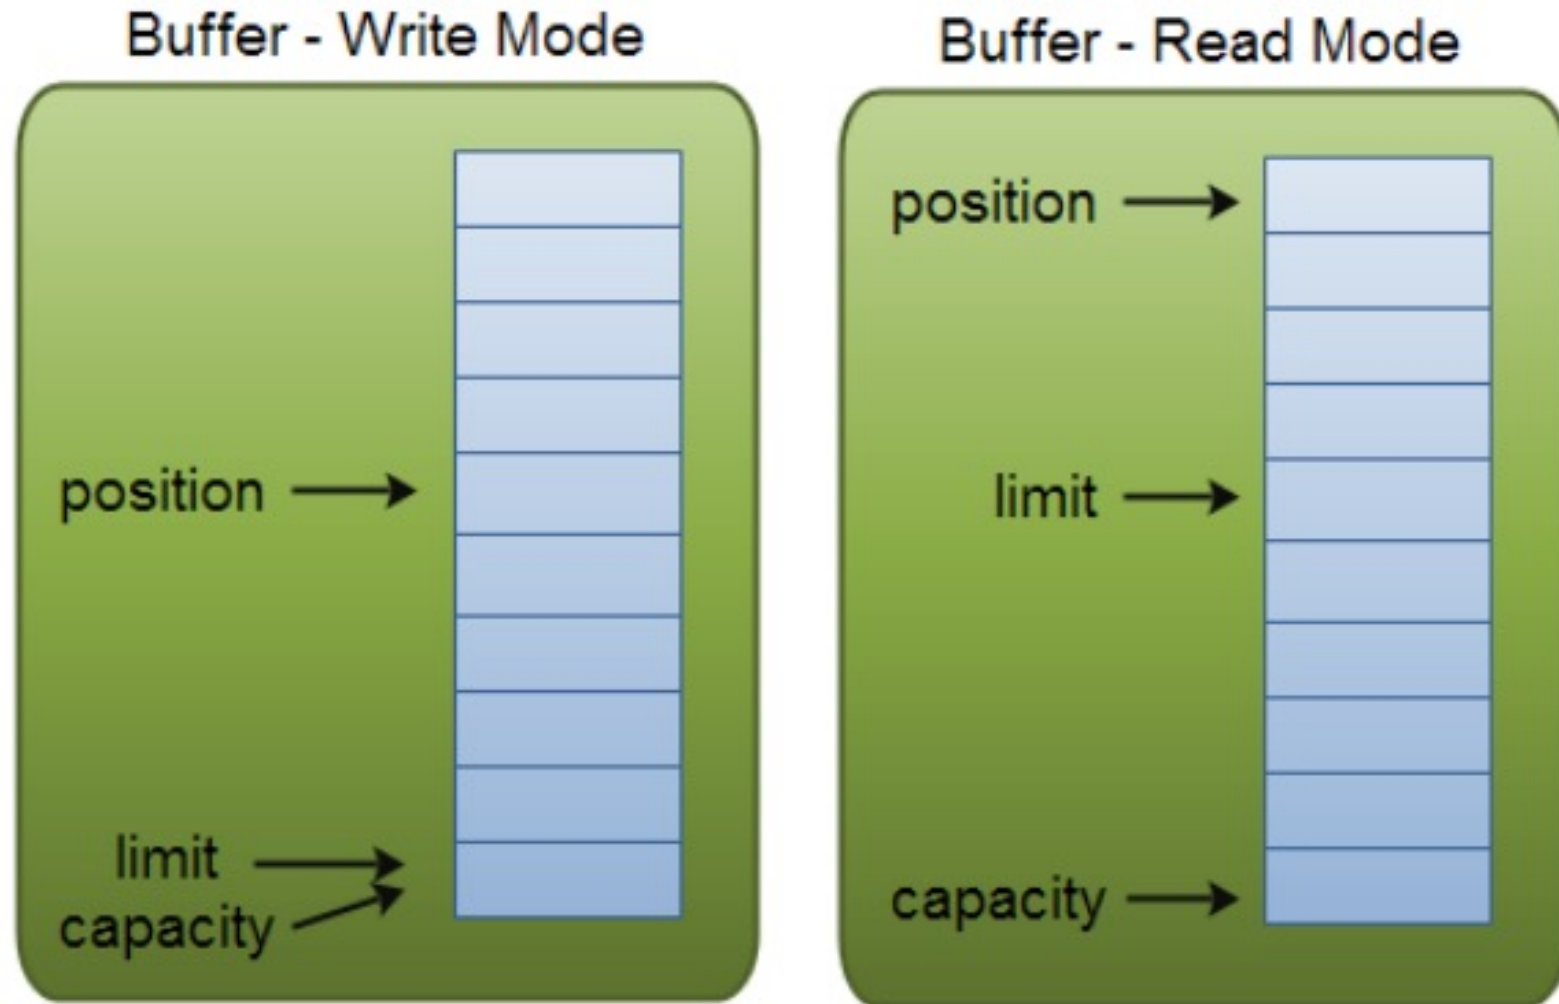 Buffer - Write Mode
position
limit
capacity
Buffer - Read Mode
position
limit
capacity